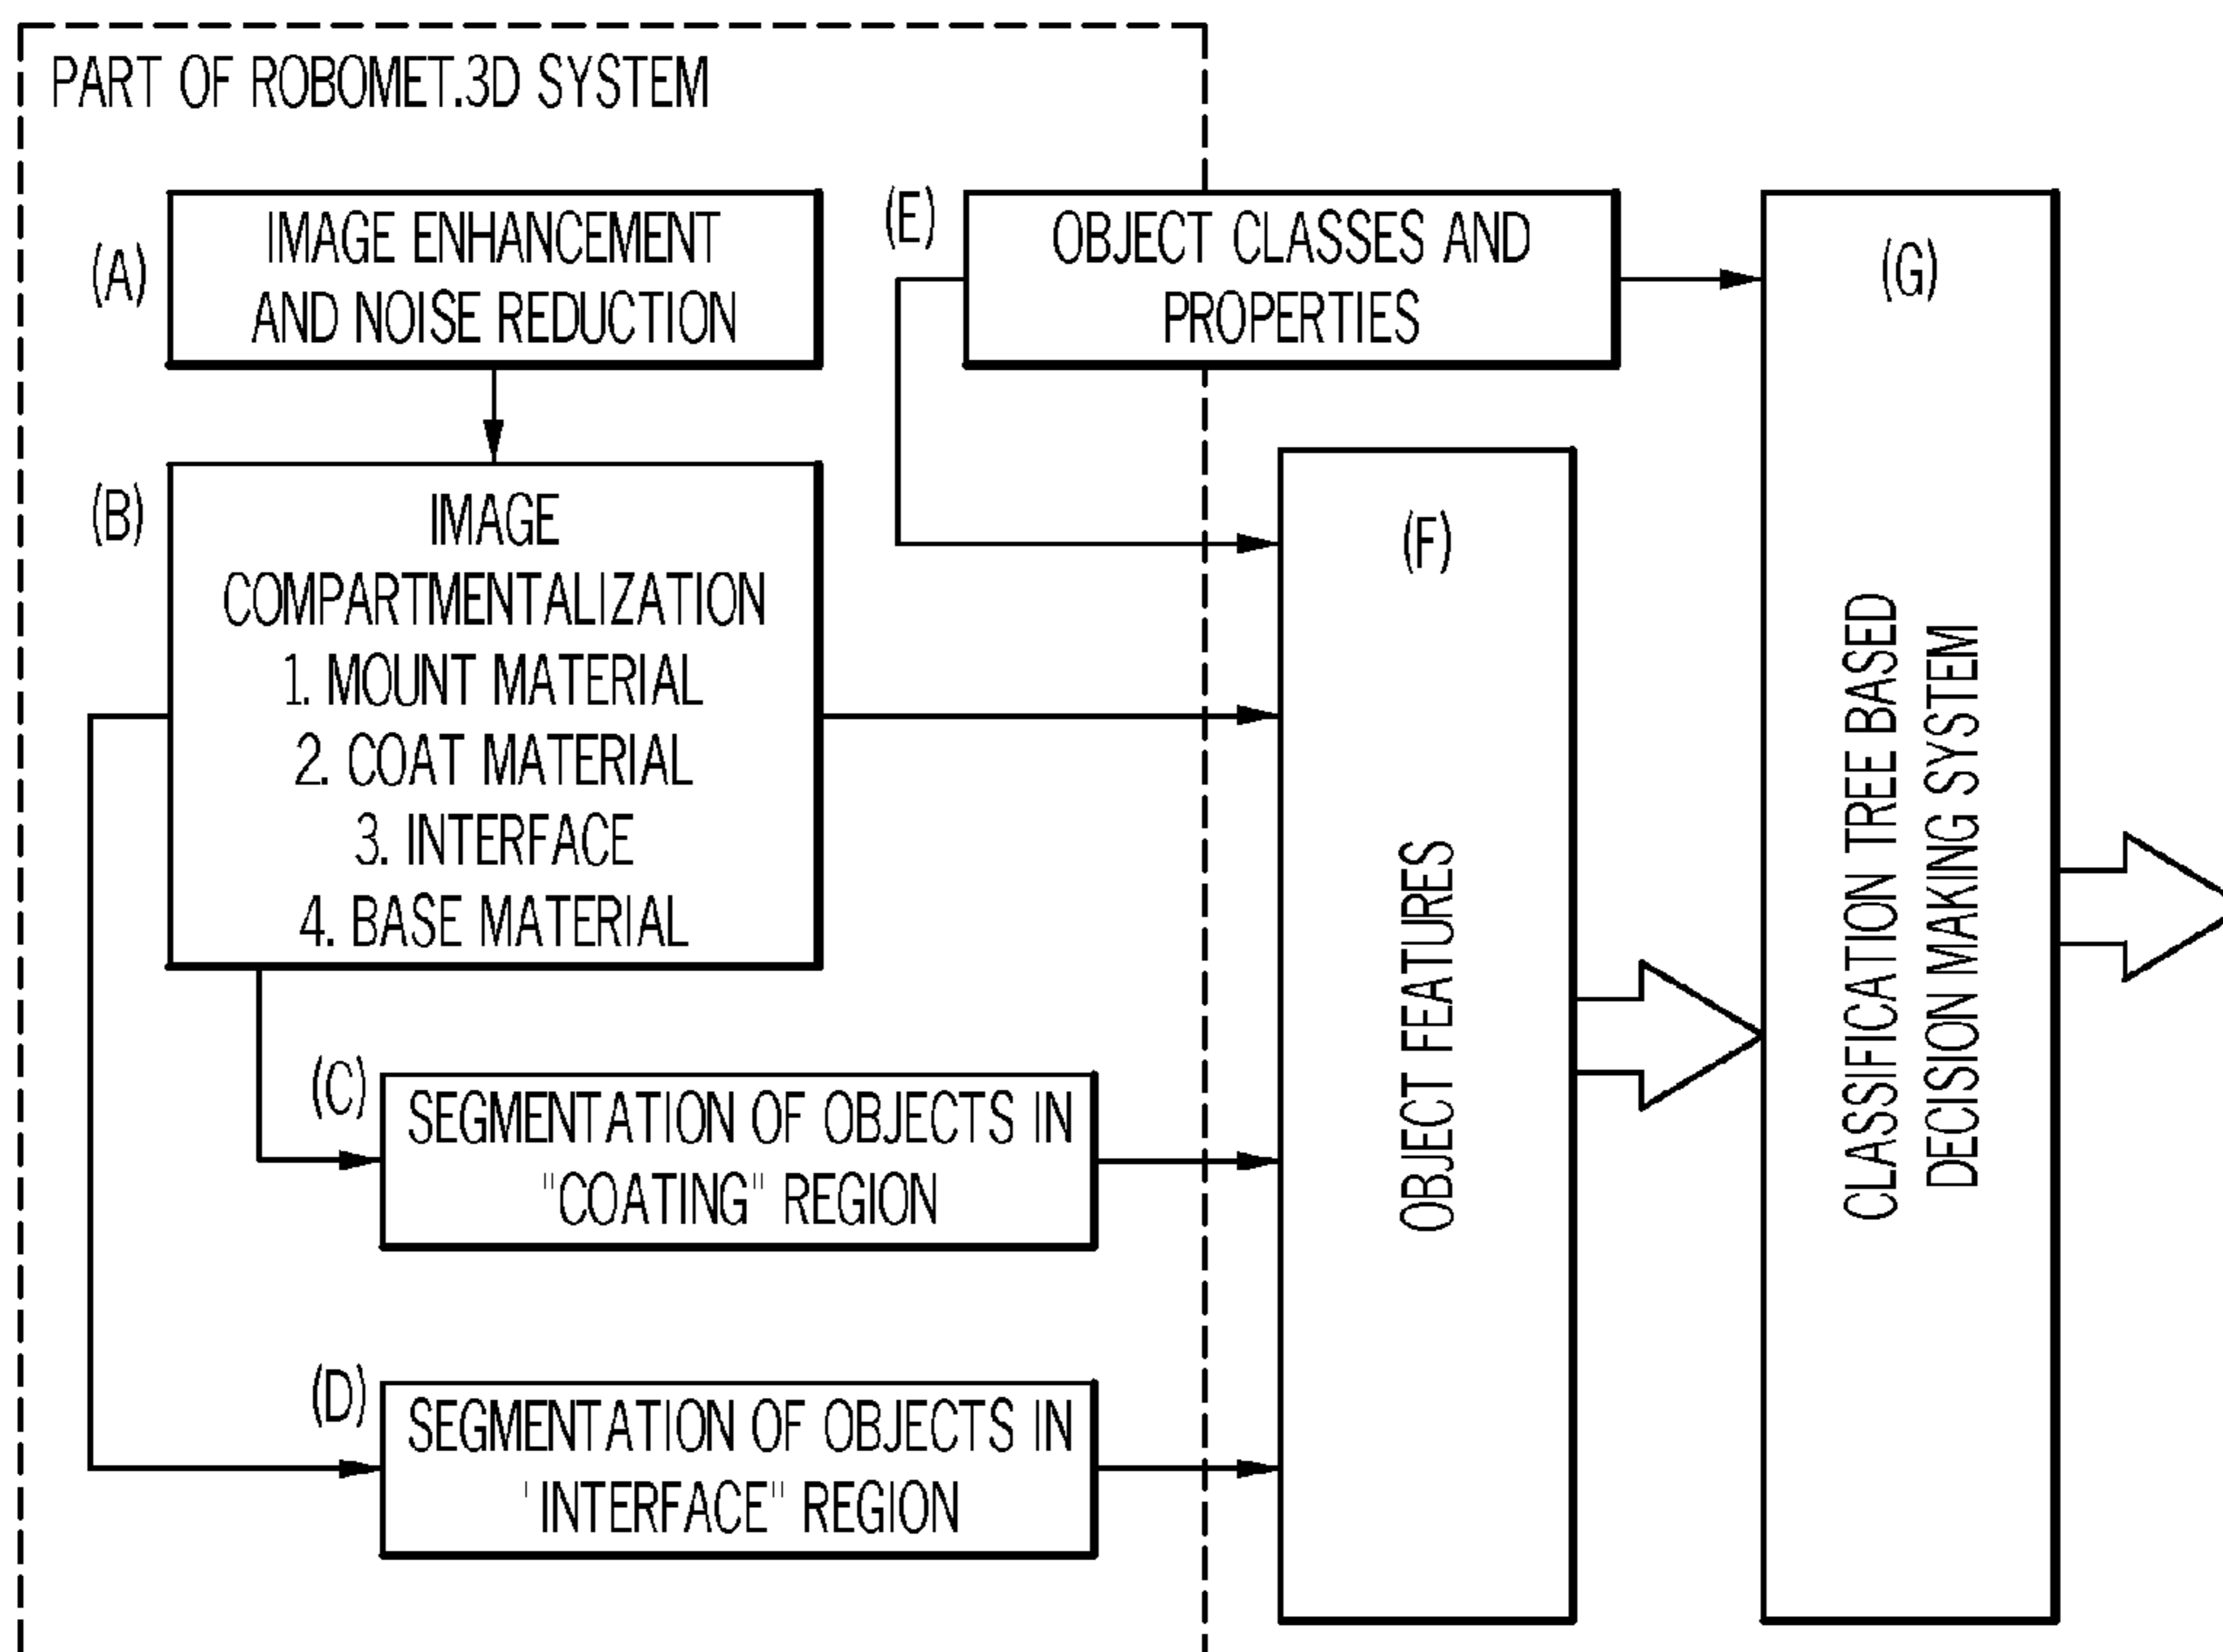 PART OF ROBOMET.3D SYSTEM
(A)
IMAGE ENHANCEMENT
AND NOISE REDUCTION
(B)
IMAGE
COMPARTMENTALIZATION
1. MOUNT MATERIAL
2. COAT MATERIAL
3. INTERFACE
4. BASE MATERIAL
(C)
SEGMENTATION OF OBJECTS IN
"COATING" REGION
(D)
SEGMENTATION OF OBJECTS IN
'INTERFACE" REGION
(E)
OBJECT CLASSES AND
PROPERTIES
(F)
OBJECT FEATURES
(G)
CLASSIFICATION TREE BASED
DECISION MAKING SYSTEM